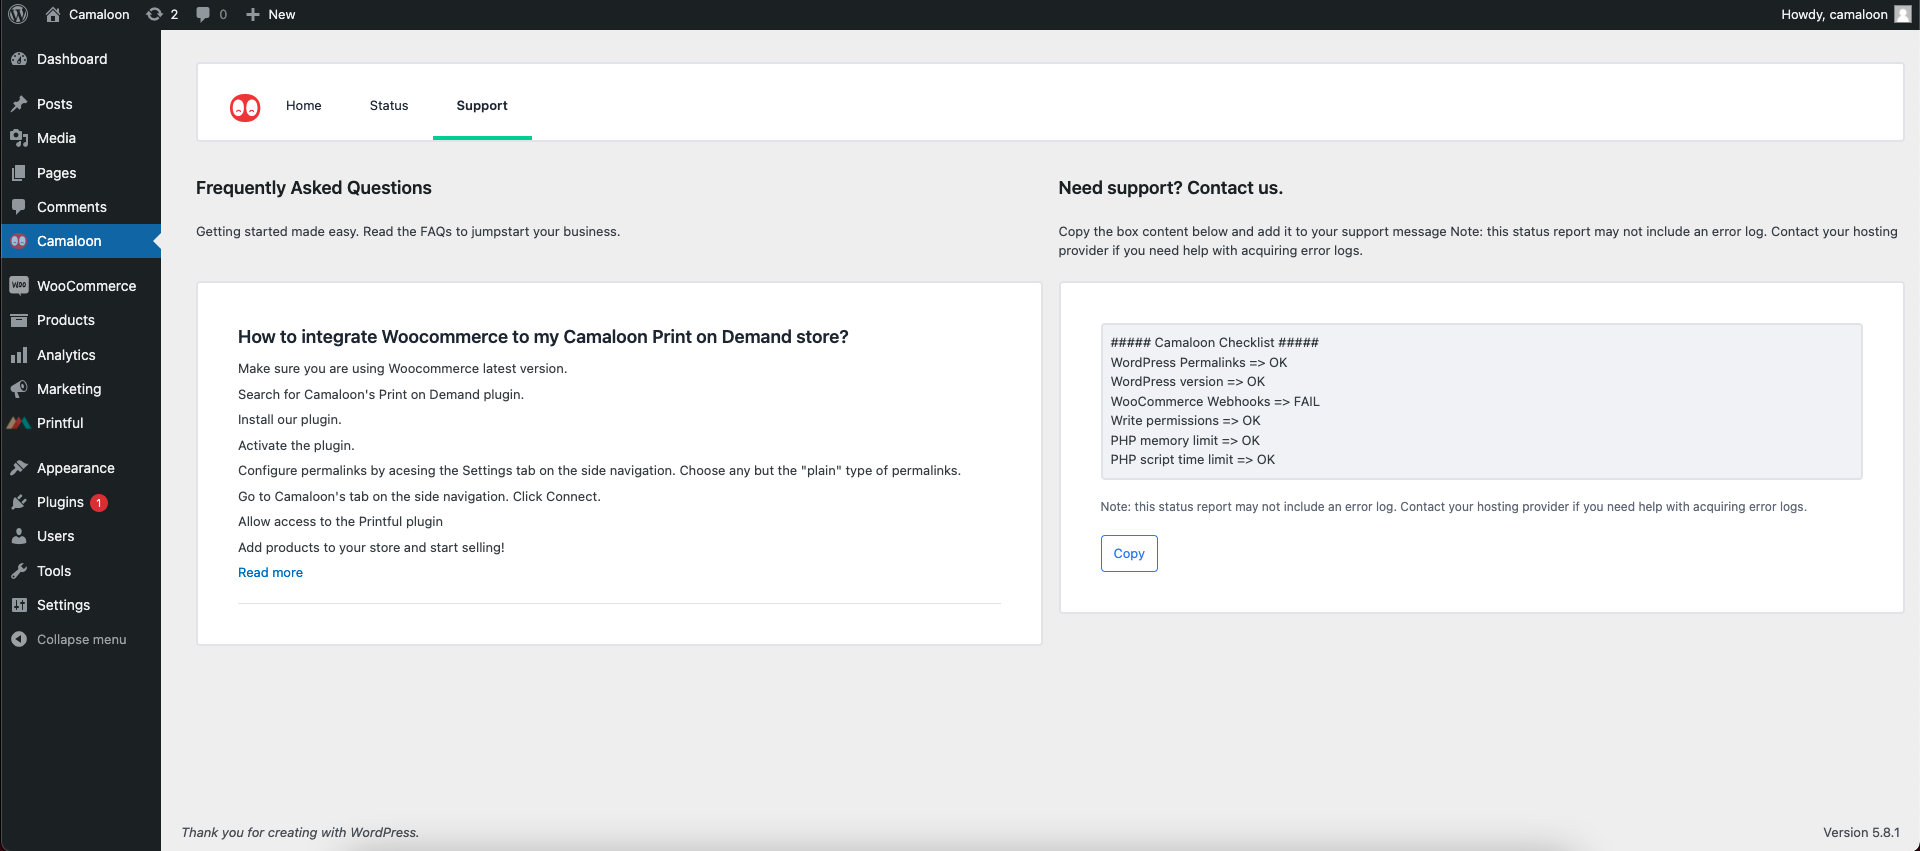 Camaloon
2
0
New
Howdy, camaloon
Dashboard
Posts
Media
Pages
Comments
Camaloon
WOO
WooCommerce
Products
Analytics
Marketing
Printful
Appearance
Plugins 1
Users
Tools
Settings
Collapse menu
Home
Status
Support
Frequently Asked Questions
Getting started made easy. Read the FAQs to jumpstart your business.
How to integrate Woocommerce to my Camaloon Print on Demand store?
Make sure you are using Woocommerce latest version.
Search for Camaloon's Print on Demand plugin.
Install our plugin.
Activate the plugin.
Configure permalinks by acesing the Settings tab on the side navigation. Choose any but the "plain" type of permalinks.
Go to Camaloon's tab on the side navigation. Click Connect.
Allow access to the Printful plugin
Add products to your store and start selling!
Read more
Need support? Contact us.
Copy the box content below and add it to your support message Note: this status report may not include an error log. Contact your hosting
provider if you need help with acquiring error logs.
##### Camaloon Checklist #####
WordPress Permalinks => OK
WordPress version => OK
WooCommerce Webhooks => FAIL
Write permissions => OK
PHP memory limit => OK
PHP script time limit => OK
Note: this status report may not include an error log. Contact your hosting provider if you need help with acquiring error logs.
Copy
Thank you for creating with WordPress.
Version 5.8.1